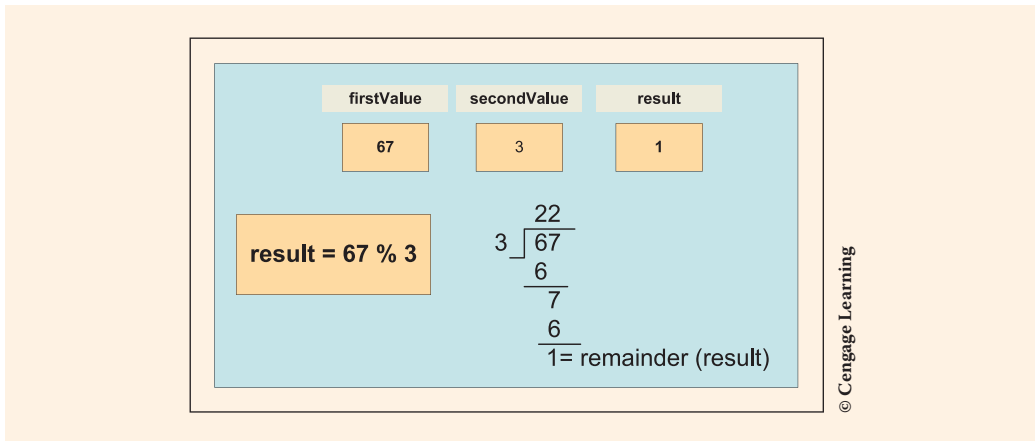 firstValue secondValue result
67 3 1
result = 67 % 3
22
3 67
6
7
6
1= remainder (result)
© Cengage Learning